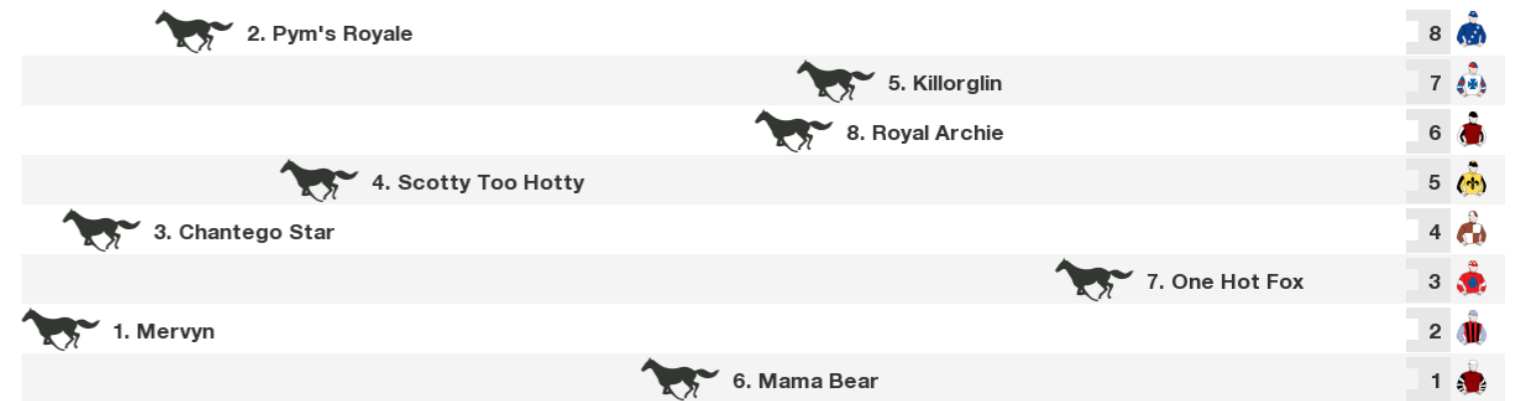 2. Pym's Royale 8
5. Killorglin 7
8. Royal Archie 6
4. Scotty Too Hotty 5
3. Chantego Star 4
7. One Hot Fox 3
1. Mervyn 2
6. Mama Bear 1